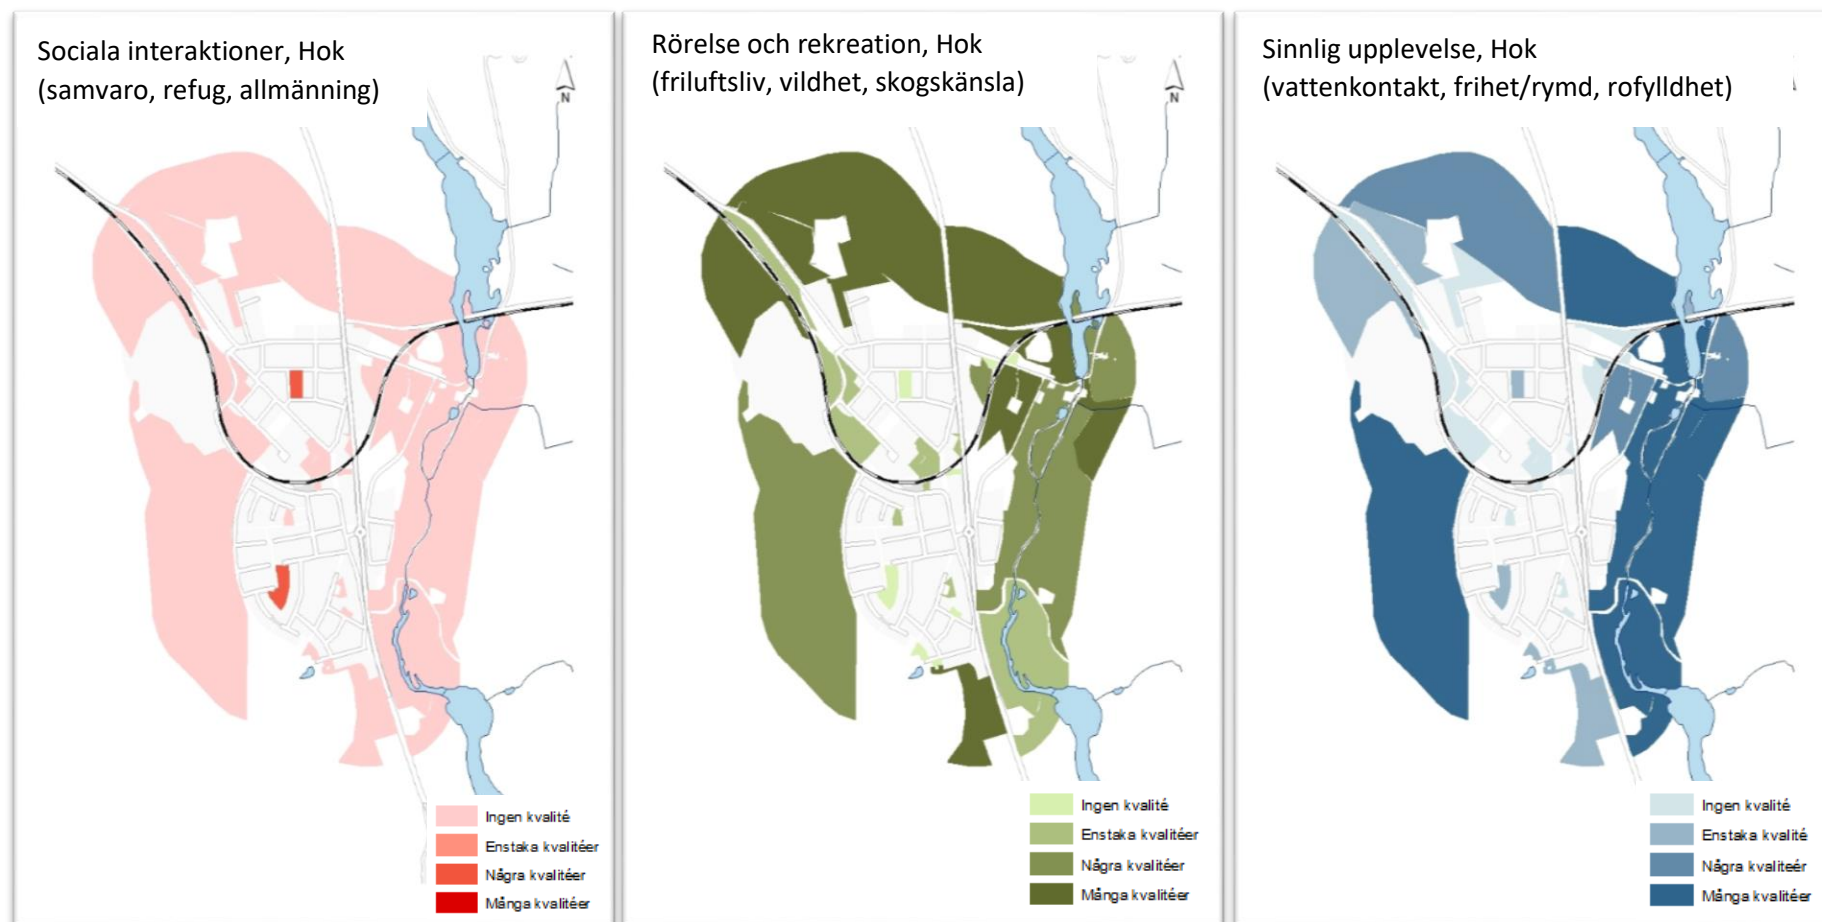 Sociala interaktioner, Hok
(samvaro, refug, allmänning)
N
Ingen kvalité
Enstaka kvalitéer
Några kvalitéer
Många kvalitéer
Rörelse och rekreation, Hok
(friluftsliv, vildhet, skogskänsla)
N
Ingen kvalité
Enstaka kvalitéer
Några kvalitéer
Många kvalitéer
Sinnlig upplevelse, Hok
(vattenkontakt, frihet/rymd, rofylldhet)
Ingen kvalité
Enstaka kvalité
Några kvaliteér
Många kvalitéer